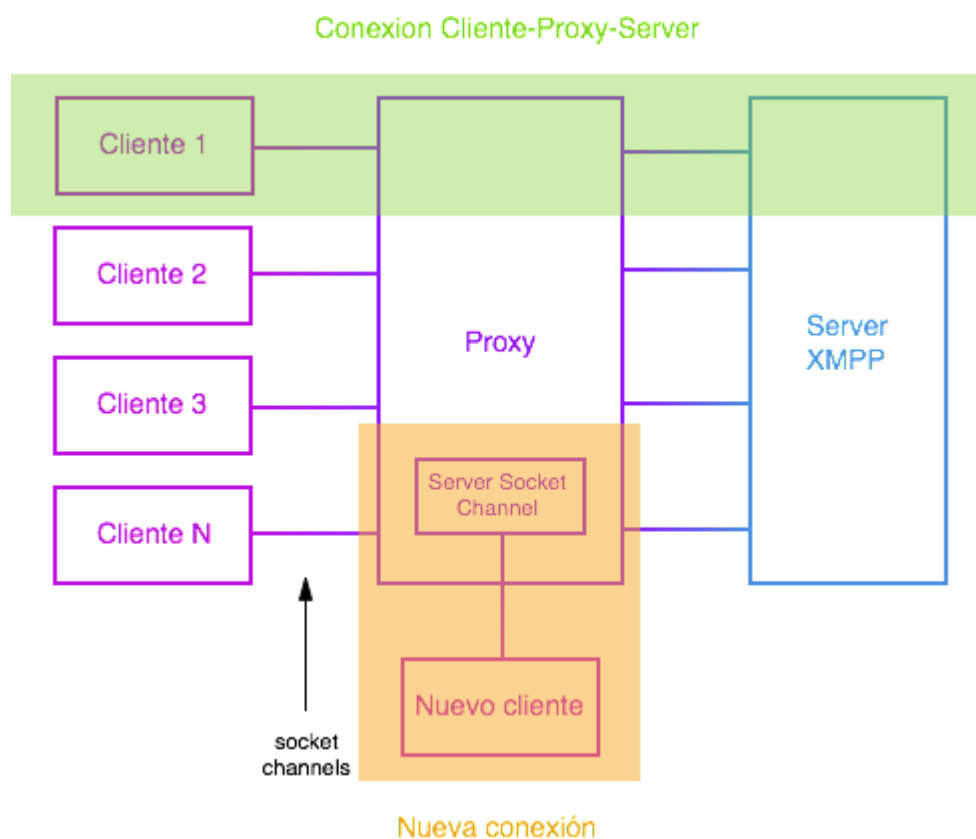 Conexion Cliente-Proxy-Server
Cliente 1
Cliente 2
Proxy
Server
XMPP
Cliente 3
Server Socket
Channel
Cliente N
Nuevo cliente
socket
channels
Nueva conexión